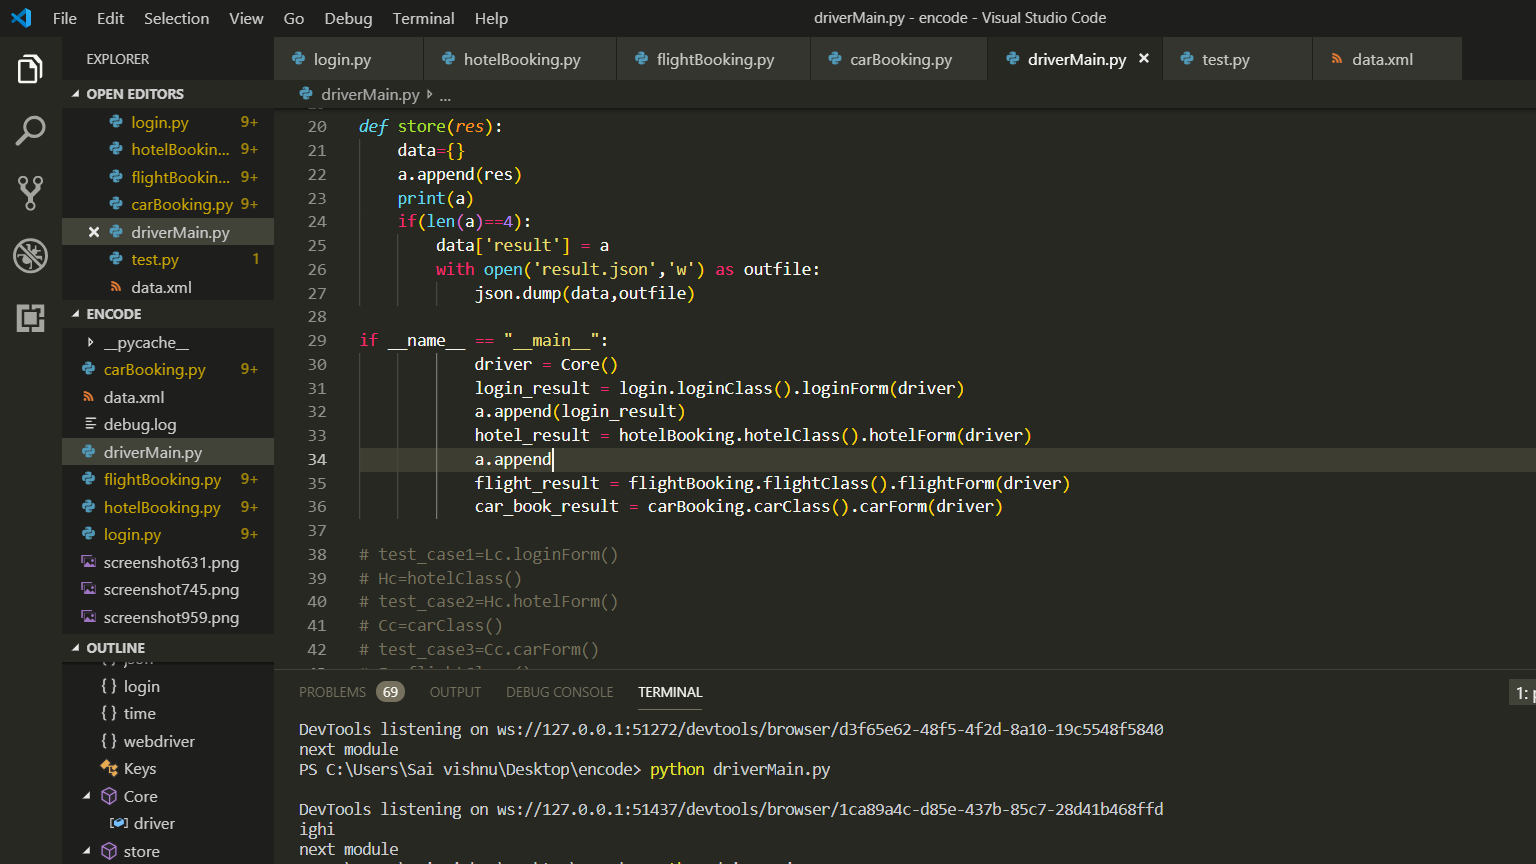 File Edit Selection View Go Debug Terminal Help
driverMain.py - encode - Visual Studio Code
EXPLORER
login.py
hotelBooking.py
flightBooking.py
carBooking.py
driverMain.py
test.py
data.xml
OPEN EDITORS
login.py 9+
hotelBookin... 9+
flightBookin... 9+
carBooking.py 9+
driverMain.py
test.py 1
data.xml
ENCODE
__pycache__
carBooking.py 9+
data.xml
debug.log
driverMain.py
flightBooking.py 9+
hotelBooking.py 9+
login.py 9+
screenshot631.png
screenshot745.png
screenshot959.png
OUTLINE
{} json
{} login
{} time
{} webdriver
Keys
Core
driver
store
driverMain.py ...
20 def store(res):
21 data={}
22 a.append(res)
23 print(a)
24 if(len(a)==4):
25 data['result'] = a
26 with open('result.json','w') as outfile:
27 json.dump(data,outfile)
28
29 if __name__ == "__main__":
30 driver = Core()
31 login_result = login.loginClass().loginForm(driver)
32 a.append(login_result)
33 hotel_result = hotelBooking.hotelClass().hotelForm(driver)
34 a.append
35 flight_result = flightBooking.flightClass().flightForm(driver)
36 car_book_result = carBooking.carClass().carForm(driver)
37
38 # test_case1=Lc.loginForm()
39 # Hc=hotelClass()
40 # test_case2=Hc.hotelForm()
41 # Cc=carClass()
42 # test_case3=Cc.carForm()
PROBLEMS 69 OUTPUT DEBUG CONSOLE TERMINAL
1:
DevTools listening on ws://127.0.0.1:51272/devtools/browser/d3f65e62-48f5-4f2d-8a10-19c5548f5840
next module
PS C:\Users\Sai vishnu\Desktop\encode> python driverMain.py
DevTools listening on ws://127.0.0.1:51437/devtools/browser/1ca89a4c-d85e-437b-85c7-28d41b468ffd
ighi
next module